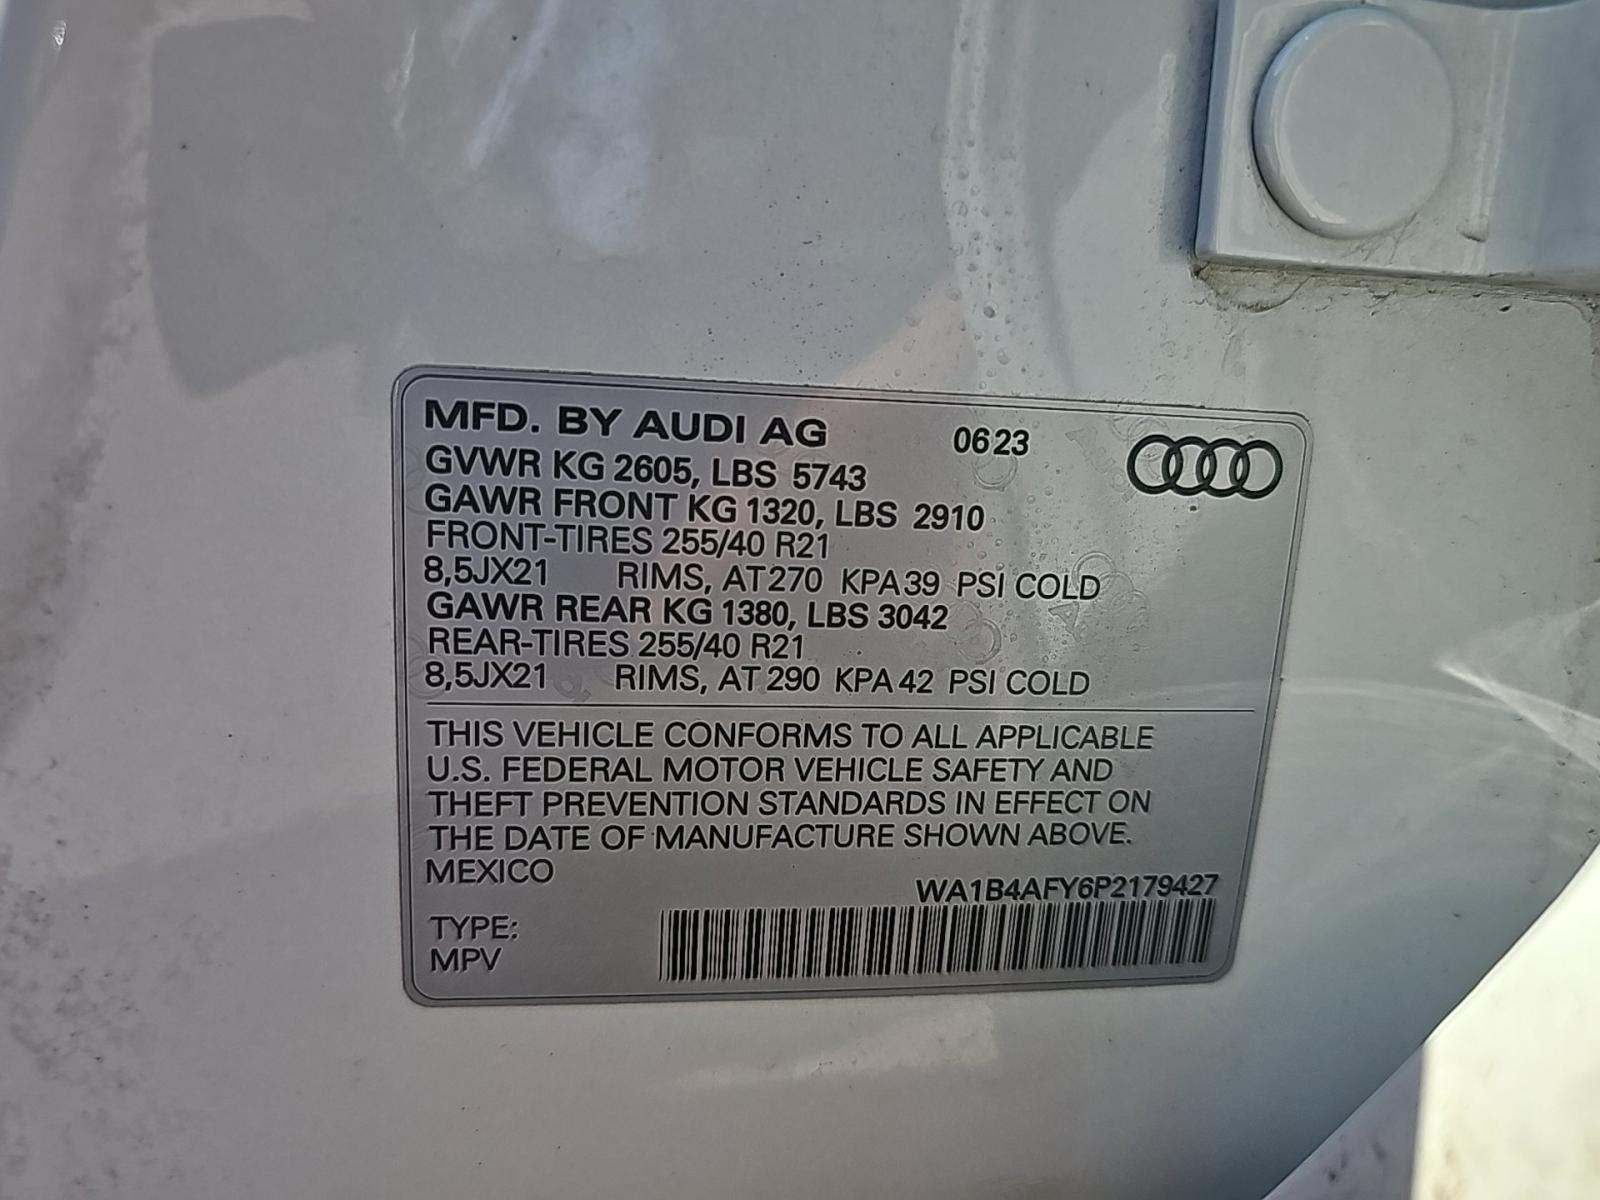 MFD. BY AUDI AG 06 23
GVWR KG 2605, LBS 5743
GAWR FRONT KG 1320, LBS 2910
FRONT-TIRES 255/40 R21
8,5JX21 RIMS, AT 270 KPA 39 PSI COLD
GAWR REAR KG 1380, LBS 3042
REAR-TIRES 255/40 R21
8,5JX21 RIMS, AT 290 KPA 42 PSI COLD
THIS VEHICLE CONFORMS TO ALL APPLICABLE
U.S. FEDERAL MOTOR VEHICLE SAFETY AND
THEFT PREVENTION STANDARDS IN EFFECT ON
THE DATE OF MANUFACTURE SHOWN ABOVE.
MEXICO
WA1B4AFY6P2179427
TYPE:
MPV